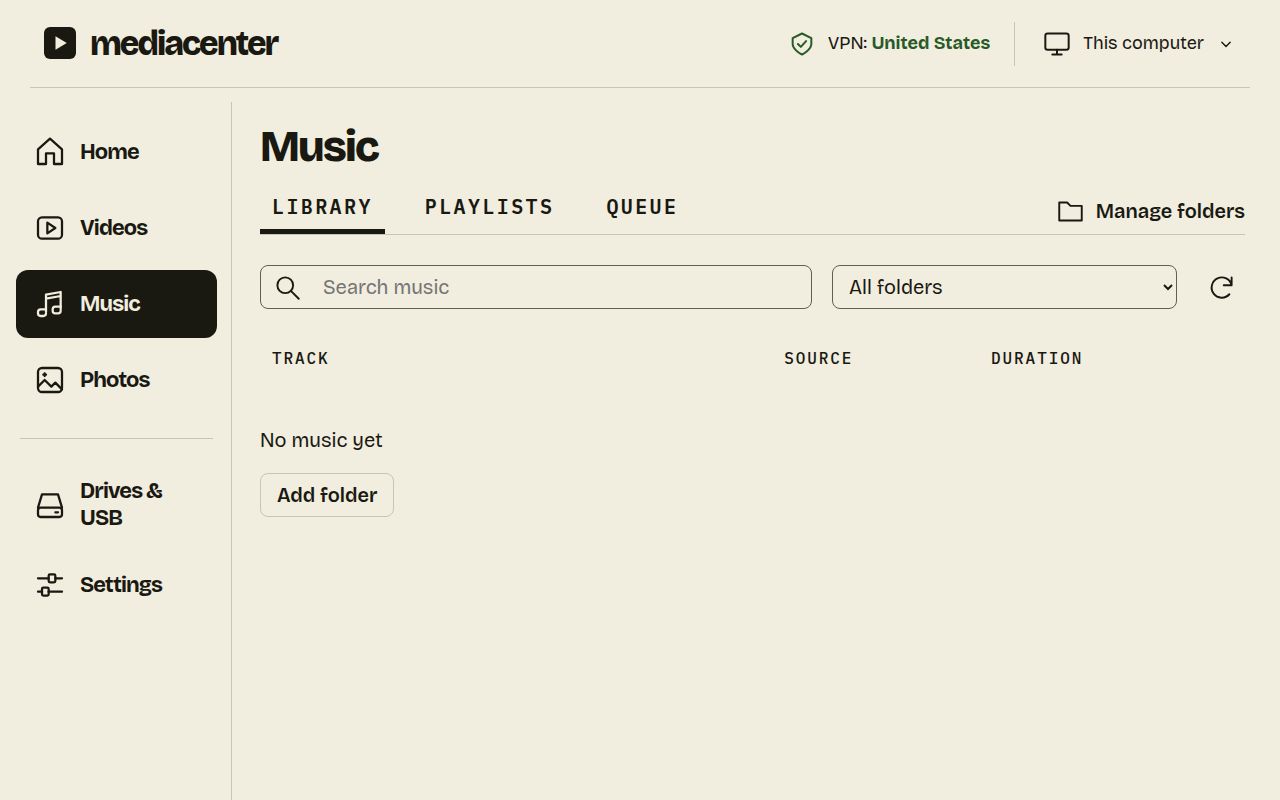 mediacenter
VPN: United States
This computer
Home
Videos
Music
Photos
Drives &
USB
Settings
Music
LIBRARY
PLAYLISTS
QUEUE
Manage folders
Search music
All folders
TRACK
SOURCE
DURATION
No music yet
Add folder